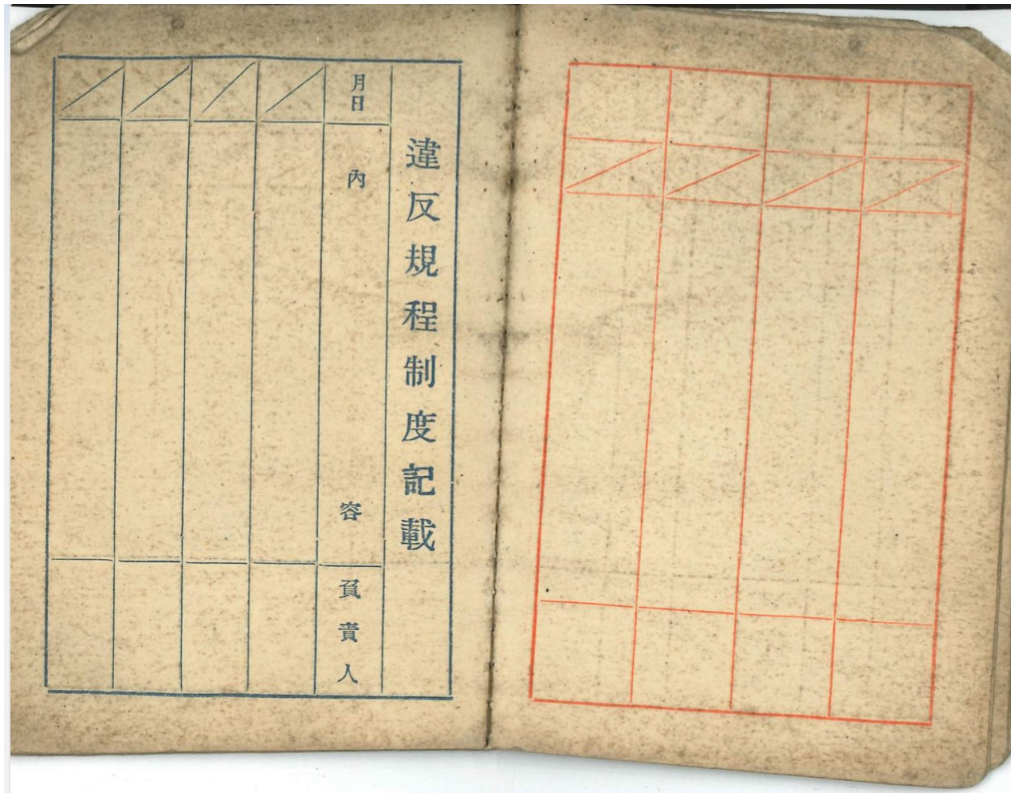 違反規程制度記載
月日
內容
負責人